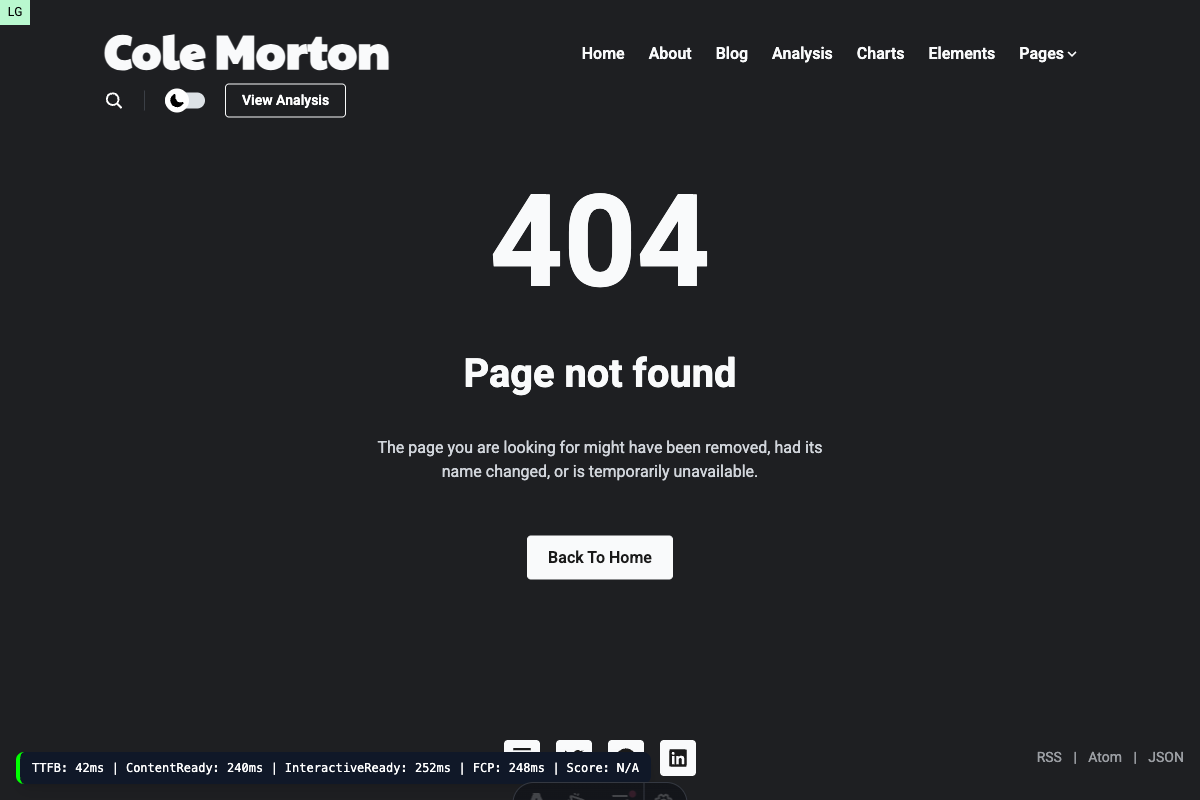 LG
Cole Morton
Home About Blog Analysis Charts Elements Pages
View Analysis
404
Page not found
The page you are looking for might have been removed, had its
name changed, or is temporarily unavailable.
Back To Home
RSS | Atom | JSON
TTFB: 42ms | ContentReady: 240ms | InteractiveReady: 252ms | FCP: 248ms | Score: N/A